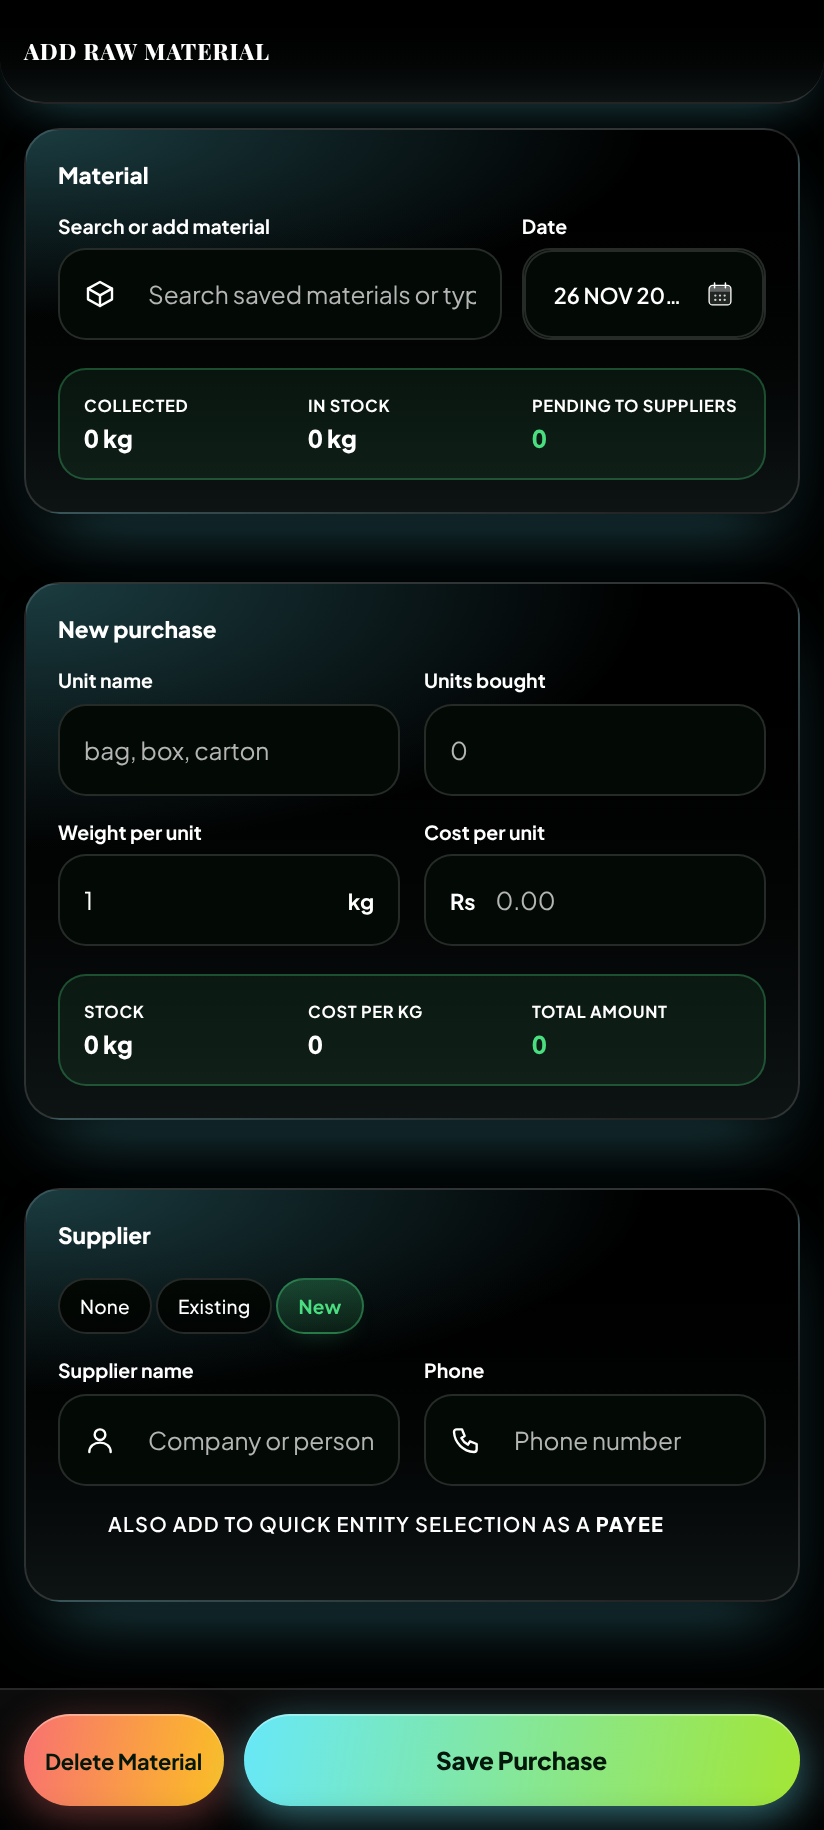 ADD RAW MATERIAL
Material
Search or add material
Date
Search saved materials or typ
26 NOV 20...
COLLECTED
IN STOCK
PENDING TO SUPPLIERS
0 kg
0 kg
0
New purchase
Unit name
Units bought
bag, box, carton
0
Weight per unit
Cost per unit
1
kg
Rs
0.00
STOCK
COST PER KG
TOTAL AMOUNT
0 kg
0
0
Supplier
None
Existing
New
Supplier name
Phone
Company or person
Phone number
ALSO ADD TO QUICK ENTITY SELECTION AS A PAYEE
Delete Material
Save Purchase